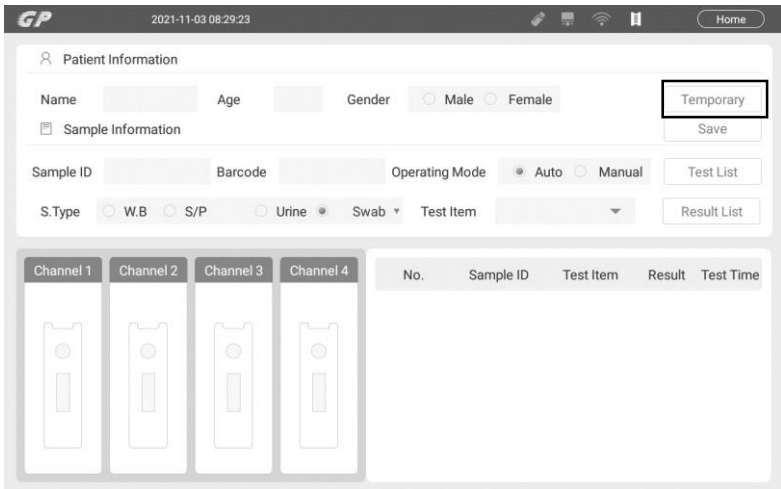 GP 2021-11-03 08:29:23 Home
Patient Information
Name Age Gender Male Female Temporary
Sample Information Save
Sample ID Barcode Operating Mode Auto Manual Test List
S.Type W.B S/P Urine Swab Test Item Result List
Channel 1 Channel 2 Channel 3 Channel 4
No. Sample ID Test Item Result Test Time